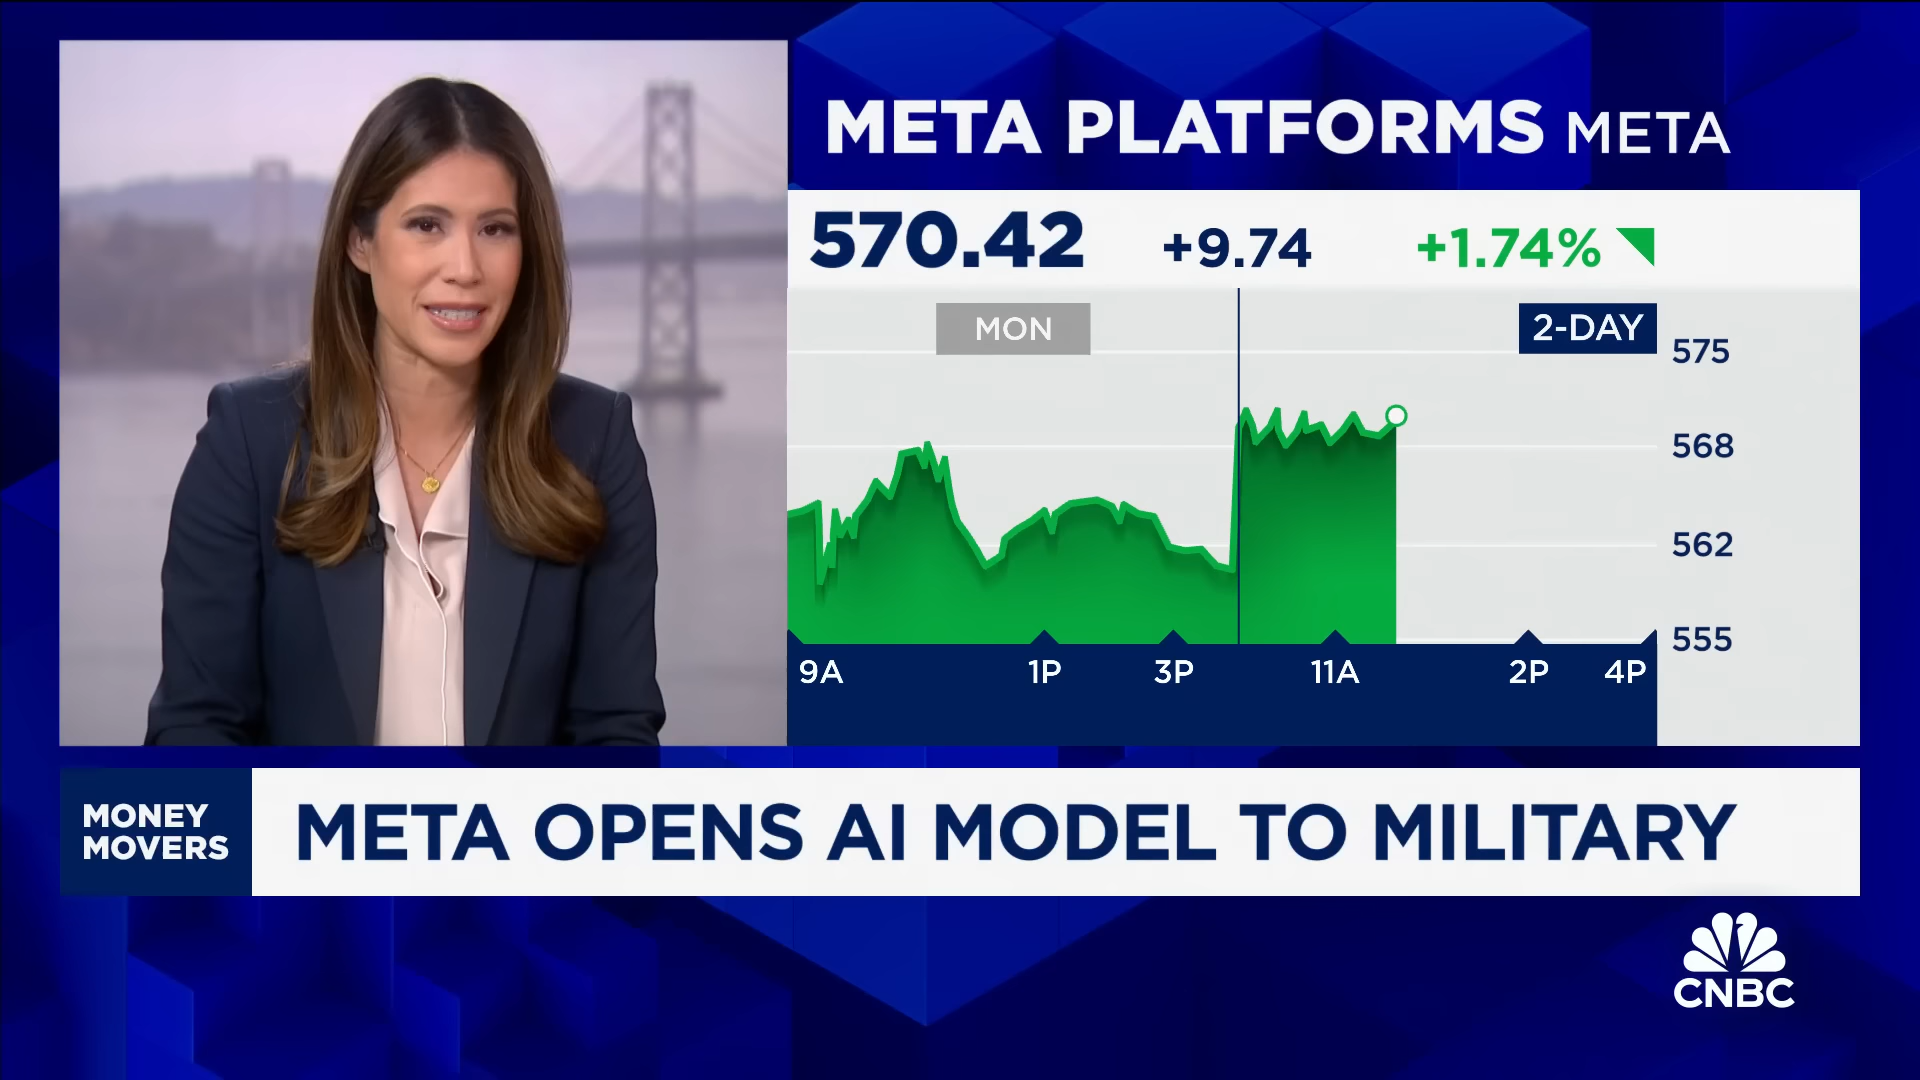 META PLATFORMS META
570.42 +9.74 +1.74%
MON
2-DAY
575
568
562
555
9A 1P 3P 11A 2P 4P
MONEY
MOVERS
META OPENS AI MODEL TO MILITARY
CNBC